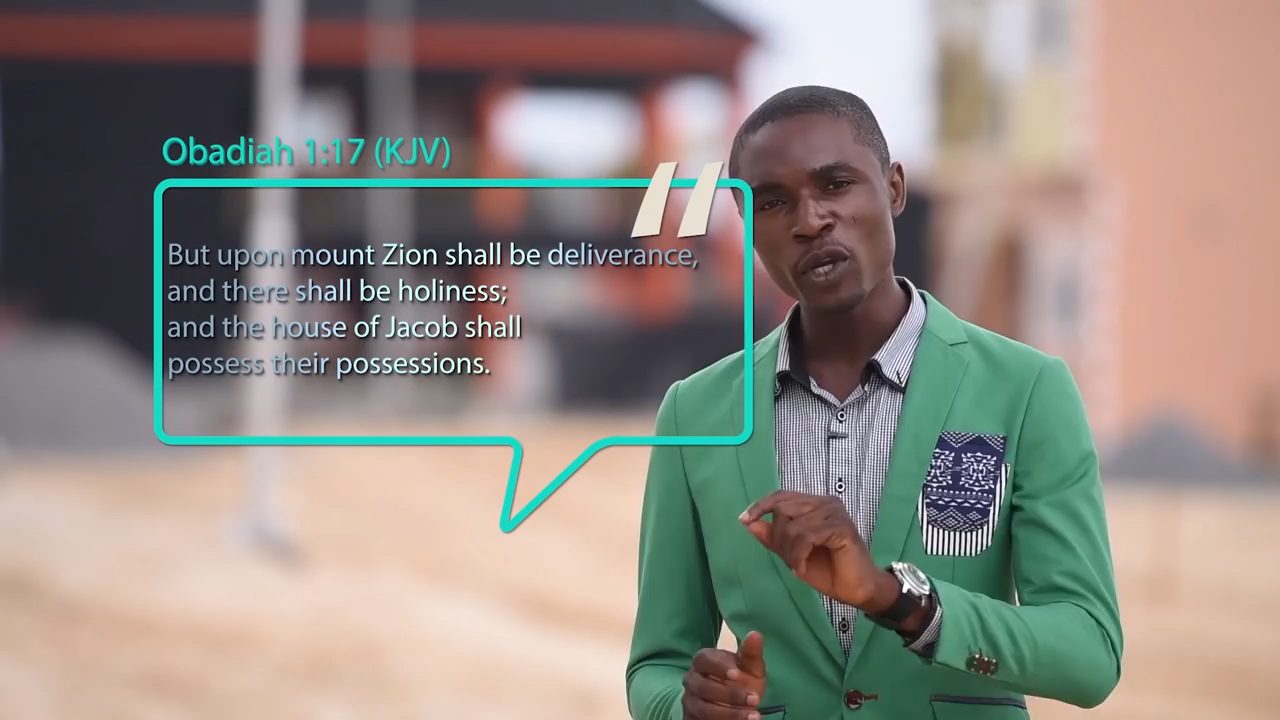 Obadiah 1:17 (KJV)
"
But upon mount Zion shall be deliverance,
and there shall be holiness;
and the house of Jacob shall
possess their possessions.